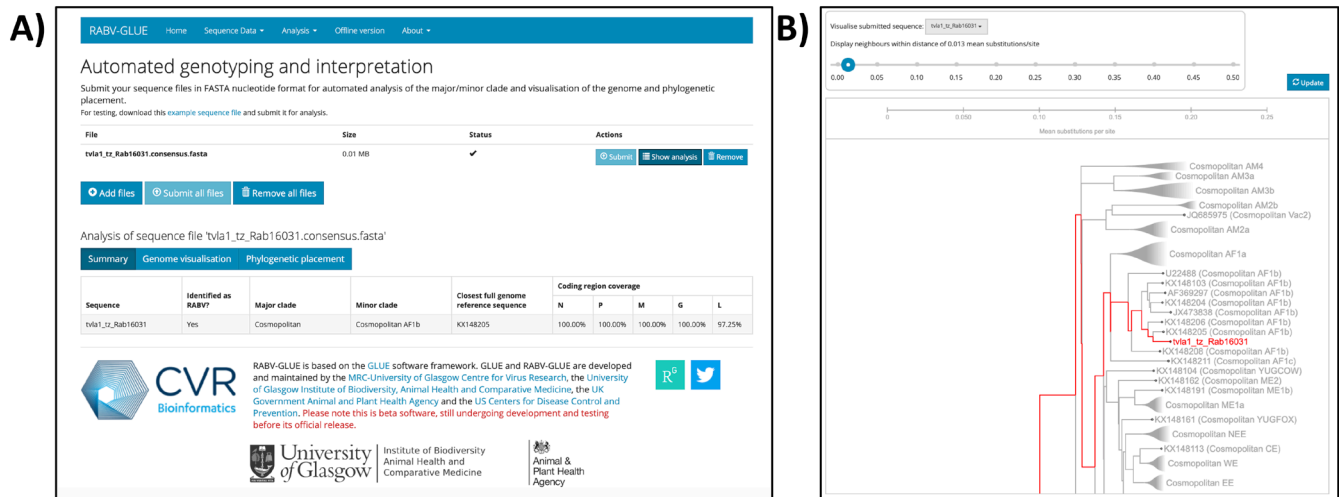 A)
RABV-GLUE Home Sequence Data Analysis Offline version About
Automated genotyping and interpretation
Submit your sequence files in FASTA nucleotide format for automated analysis of the major/minor clade and visualisation of the genome and phylogenetic
placement.
For testing, download this example sequence file and submit it for analysis.
File Size Status Actions
tvla1_tz_Rab16031.consensus.fasta 0.01 MB ✔ Submit Show analysis Remove
Add files Submit all files Remove all files
Analysis of sequence file 'tvla1_tz_Rab16031.consensus.fasta'
Summary Genome visualisation Phylogenetic placement
Sequence Identified as RABV? Major clade Minor clade Closest full genome reference sequence Coding region coverage
N P M G L
tvla1_tz_Rab16031 Yes Cosmopolitan Cosmopolitan AF1b KX148205 100.00% 100.00% 100.00% 100.00% 97.25%
CVR
Bioinformatics
RABV-GLUE is based on the GLUE software framework. GLUE and RABV-GLUE are developed
and maintained by the MRC-University of Glasgow Centre for Virus Research, the University
of Glasgow Institute of Biodiversity, Animal Health and Comparative Medicine, the UK
Government Animal and Plant Health Agency and the US Centers for Disease Control and
Prevention. Please note this is beta software, still undergoing development and testing
before its official release.
R^G
University
of Glasgow
Institute of Biodiversity
Animal Health and
Comparative Medicine
Animal &
Plant Health
Agency
B)
Visualise submitted sequence: tvla1_tz_Rab16031
Display neighbours within distance of 0.013 mean substitutions/site
0.00 0.05 0.10 0.15 0.20 0.25 0.30 0.35 0.40 0.45 0.50
Update
0 0.050 0.10 0.15 0.20 0.25
Mean substitutions per site
Cosmopolitan AM4
Cosmopolitan AM3a
Cosmopolitan AM3b
Cosmopolitan AM2b
JQ685975 (Cosmopolitan Vac2)
Cosmopolitan AM2a
Cosmopolitan AF1a
U22488 (Cosmopolitan AF1b)
KX148103 (Cosmopolitan AF1b)
AF369297 (Cosmopolitan AF1b)
KX148204 (Cosmopolitan AF1b)
JX473838 (Cosmopolitan AF1b)
KX148206 (Cosmopolitan AF1b)
KX148205 (Cosmopolitan AF1b)
tvla1_tz_Rab16031
KX148208 (Cosmopolitan AF1b)
KX148211 (Cosmopolitan AF1c)
KX148104 (Cosmopolitan YUGCOW)
KX148162 (Cosmopolitan ME2)
KX148191 (Cosmopolitan ME1b)
Cosmopolitan ME1a
KX148161 (Cosmopolitan YUGFOX)
Cosmopolitan NEE
KX148113 (Cosmopolitan CE)
Cosmopolitan WE
Cosmopolitan EE